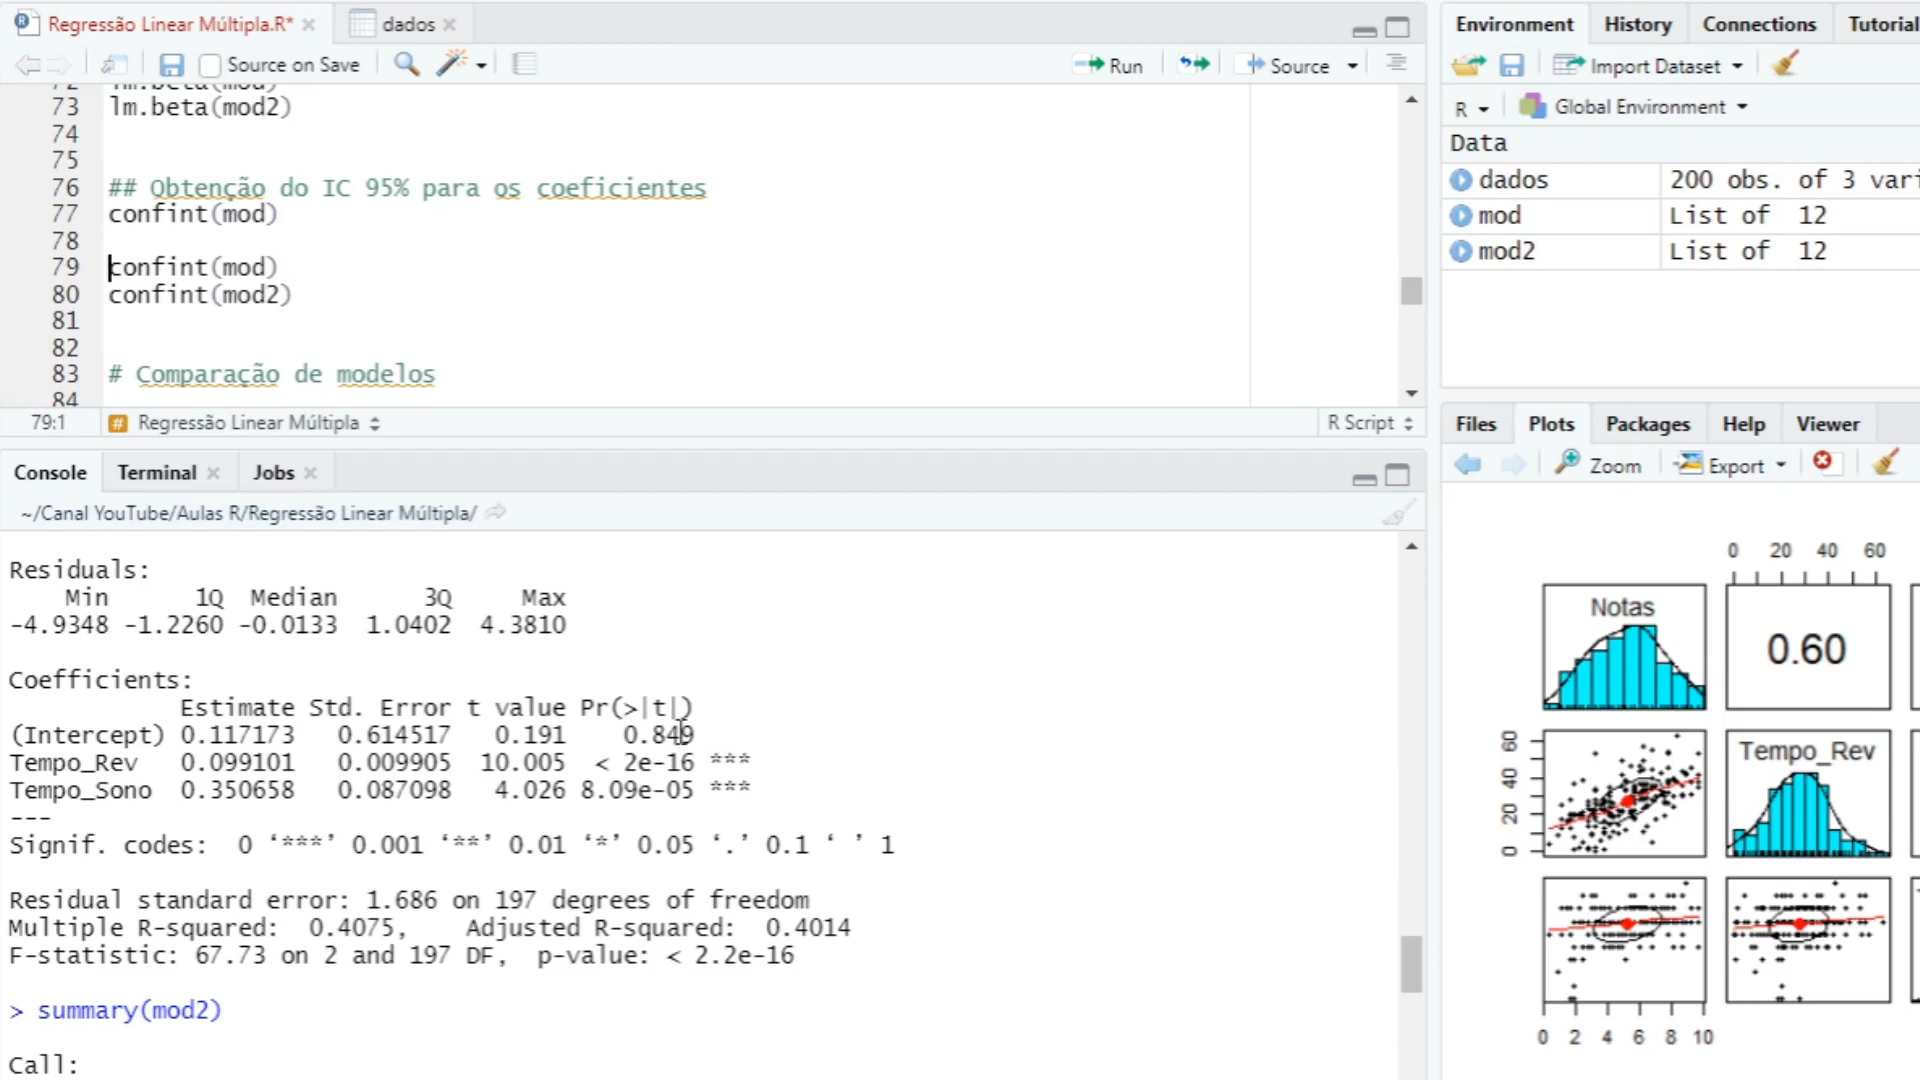 Regressão Linear Múltipla.R*
dados
Source on Save
Run
Source
72 lm.beta(mod)
73 lm.beta(mod2)
74
75
76 ## Obtenção do IC 95% para os coeficientes
77 confint(mod)
78
79 confint(mod)
80 confint(mod2)
81
82
83 # Comparação de modelos
84
79:1 # Regressão Linear Múltipla R Script
Console Terminal Jobs
~/Canal YouTube/Aulas R/Regressão Linear Múltipla/
Residuals:
Min 1Q Median 3Q Max
-4.9348 -1.2260 -0.0133 1.0402 4.3810
Coefficients:
Estimate Std. Error t value Pr(>|t|)
(Intercept) 0.117173 0.614517 0.191 0.849
Tempo_Rev 0.099101 0.009905 10.005 < 2e-16 ***
Tempo_Sono 0.350658 0.087098 4.026 8.09e-05 ***
---
Signif. codes: 0 ‘***’ 0.001 ‘**’ 0.01 ‘*’ 0.05 ‘.’ 0.1 ‘ ’ 1
Residual standard error: 1.686 on 197 degrees of freedom
Multiple R-squared: 0.4075, Adjusted R-squared: 0.4014
F-statistic: 67.73 on 2 and 197 DF, p-value: < 2.2e-16
> summary(mod2)
Call:
Environment History Connections Tutorial
Import Dataset
R Global Environment
Data
dados 200 obs. of 3 vari
mod List of 12
mod2 List of 12
Files Plots Packages Help Viewer
Zoom Export
0 20 40 60
Notas
0.60
60
40
20
0
Tempo_Rev
0 2 4 6 8 10